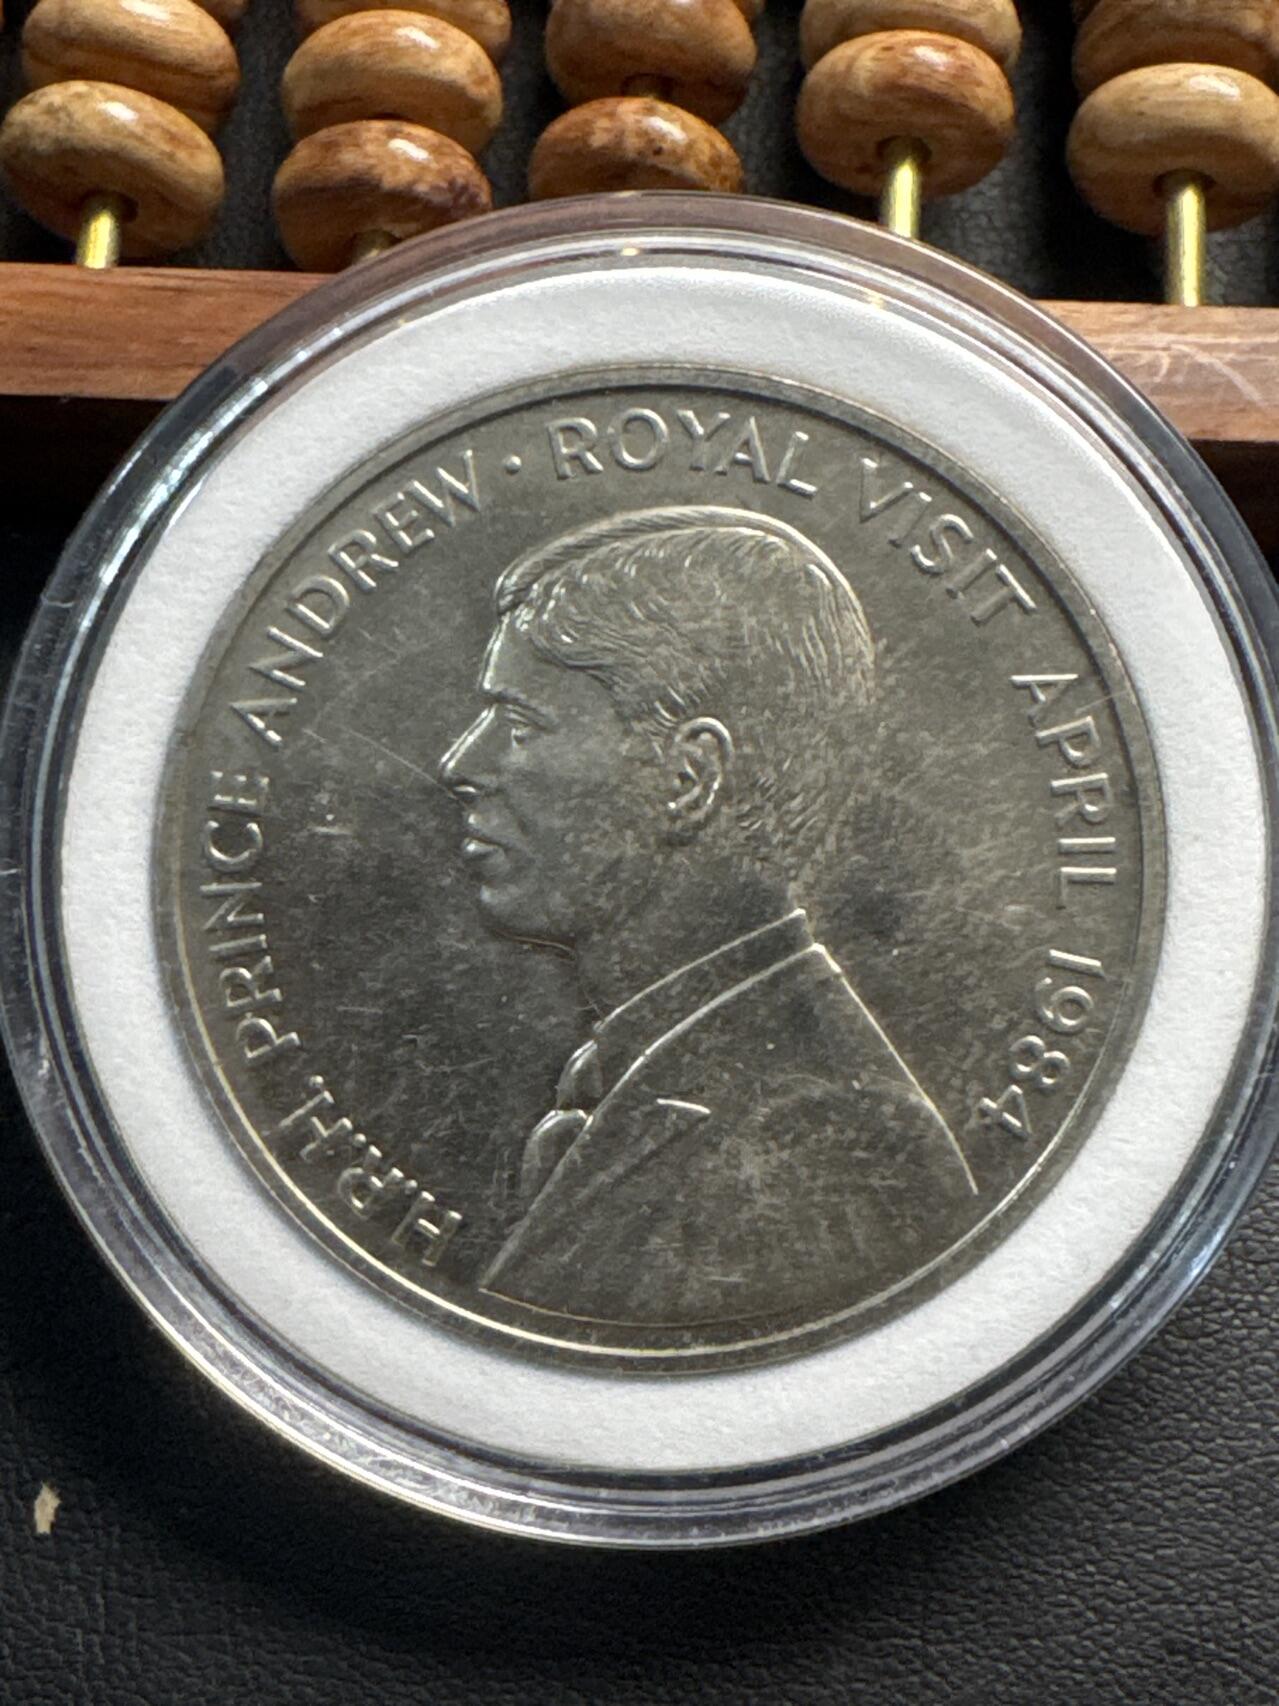 H.R.H. PRINCE ANDREW · ROYAL VISIT APRIL 1984